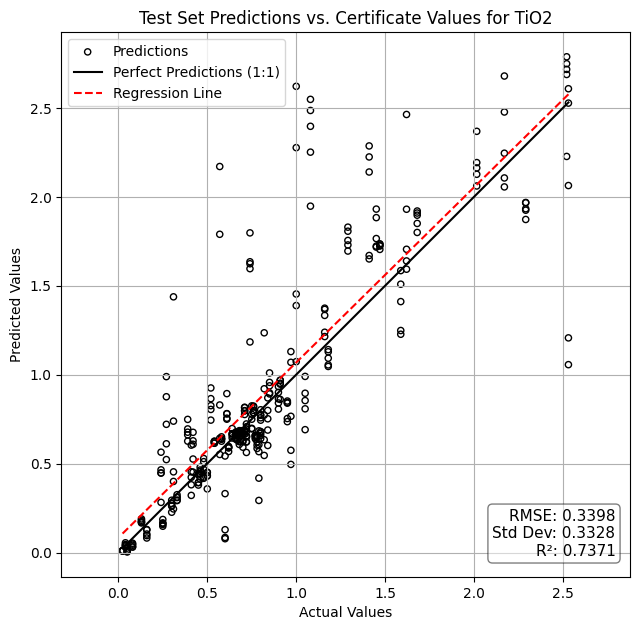 Test Set Predictions vs. Certificate Values for TiO2
Predictions
Perfect Predictions (1:1)
Regression Line
2.5
2.0
1.5
1.0
0.5
0.0
Predicted Values
RMSE: 0.3398
Std Dev: 0.3328
R²: 0.7371
0.0 0.5 1.0 1.5 2.0 2.5
Actual Values